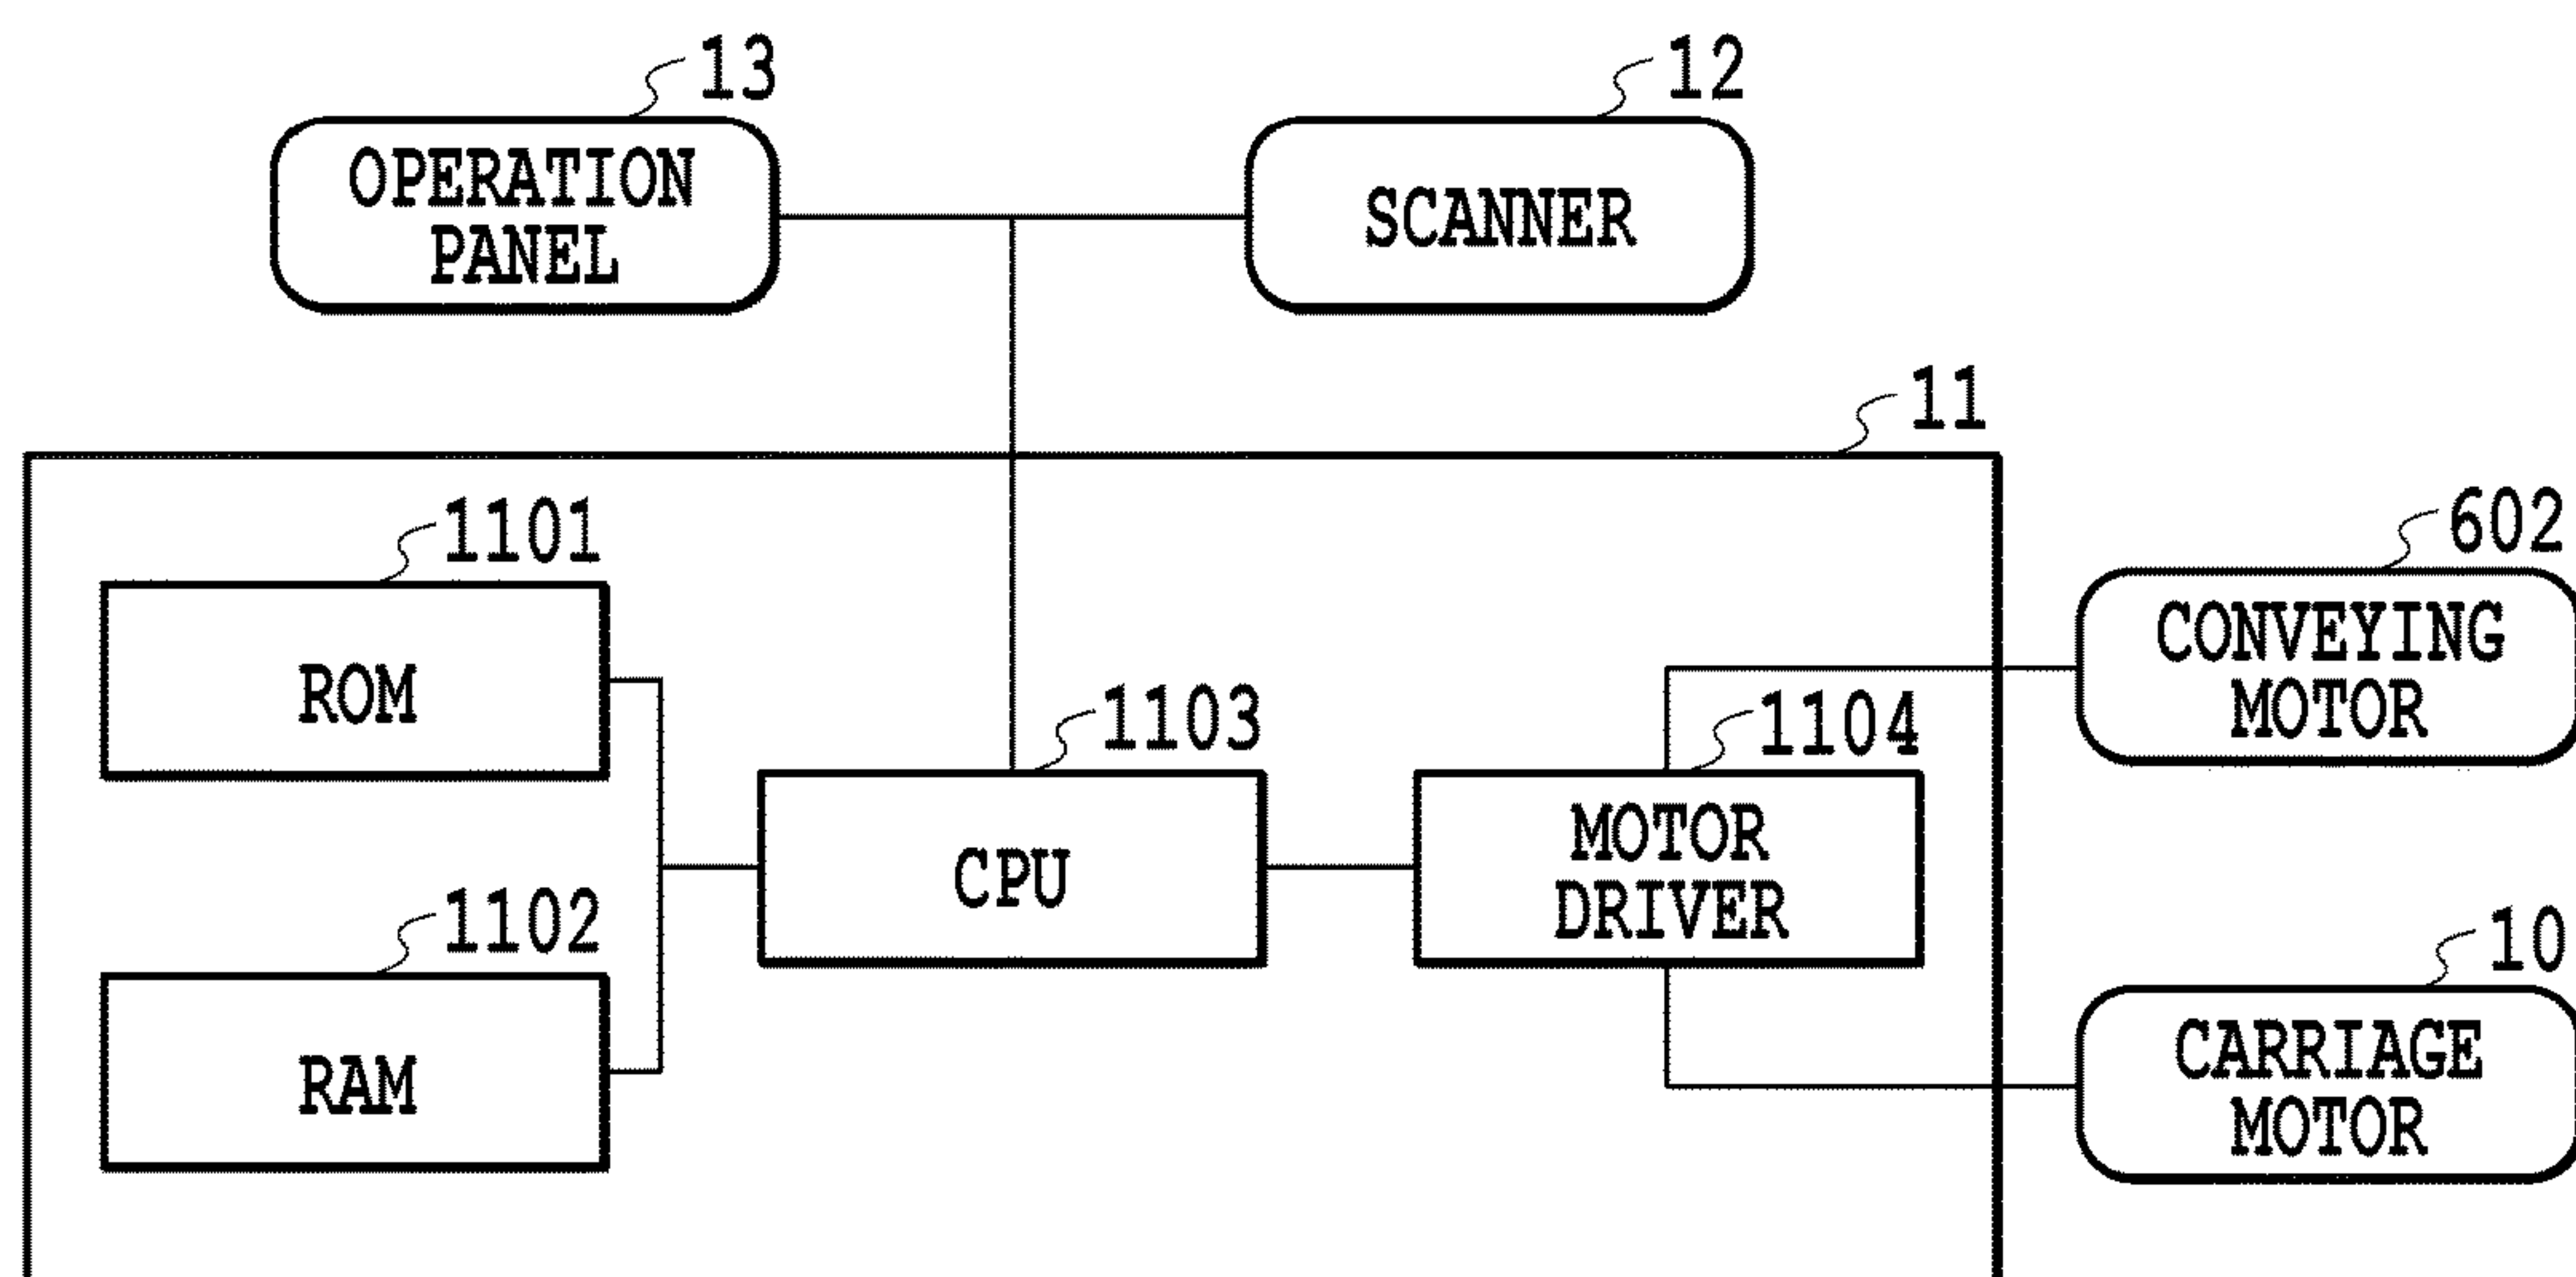 13
OPERATION
PANEL
12
SCANNER
11
1101
ROM
602
CONVEYING
MOTOR
1103
CPU
1104
MOTOR
DRIVER
1102
RAM
10
CARRIAGE
MOTOR